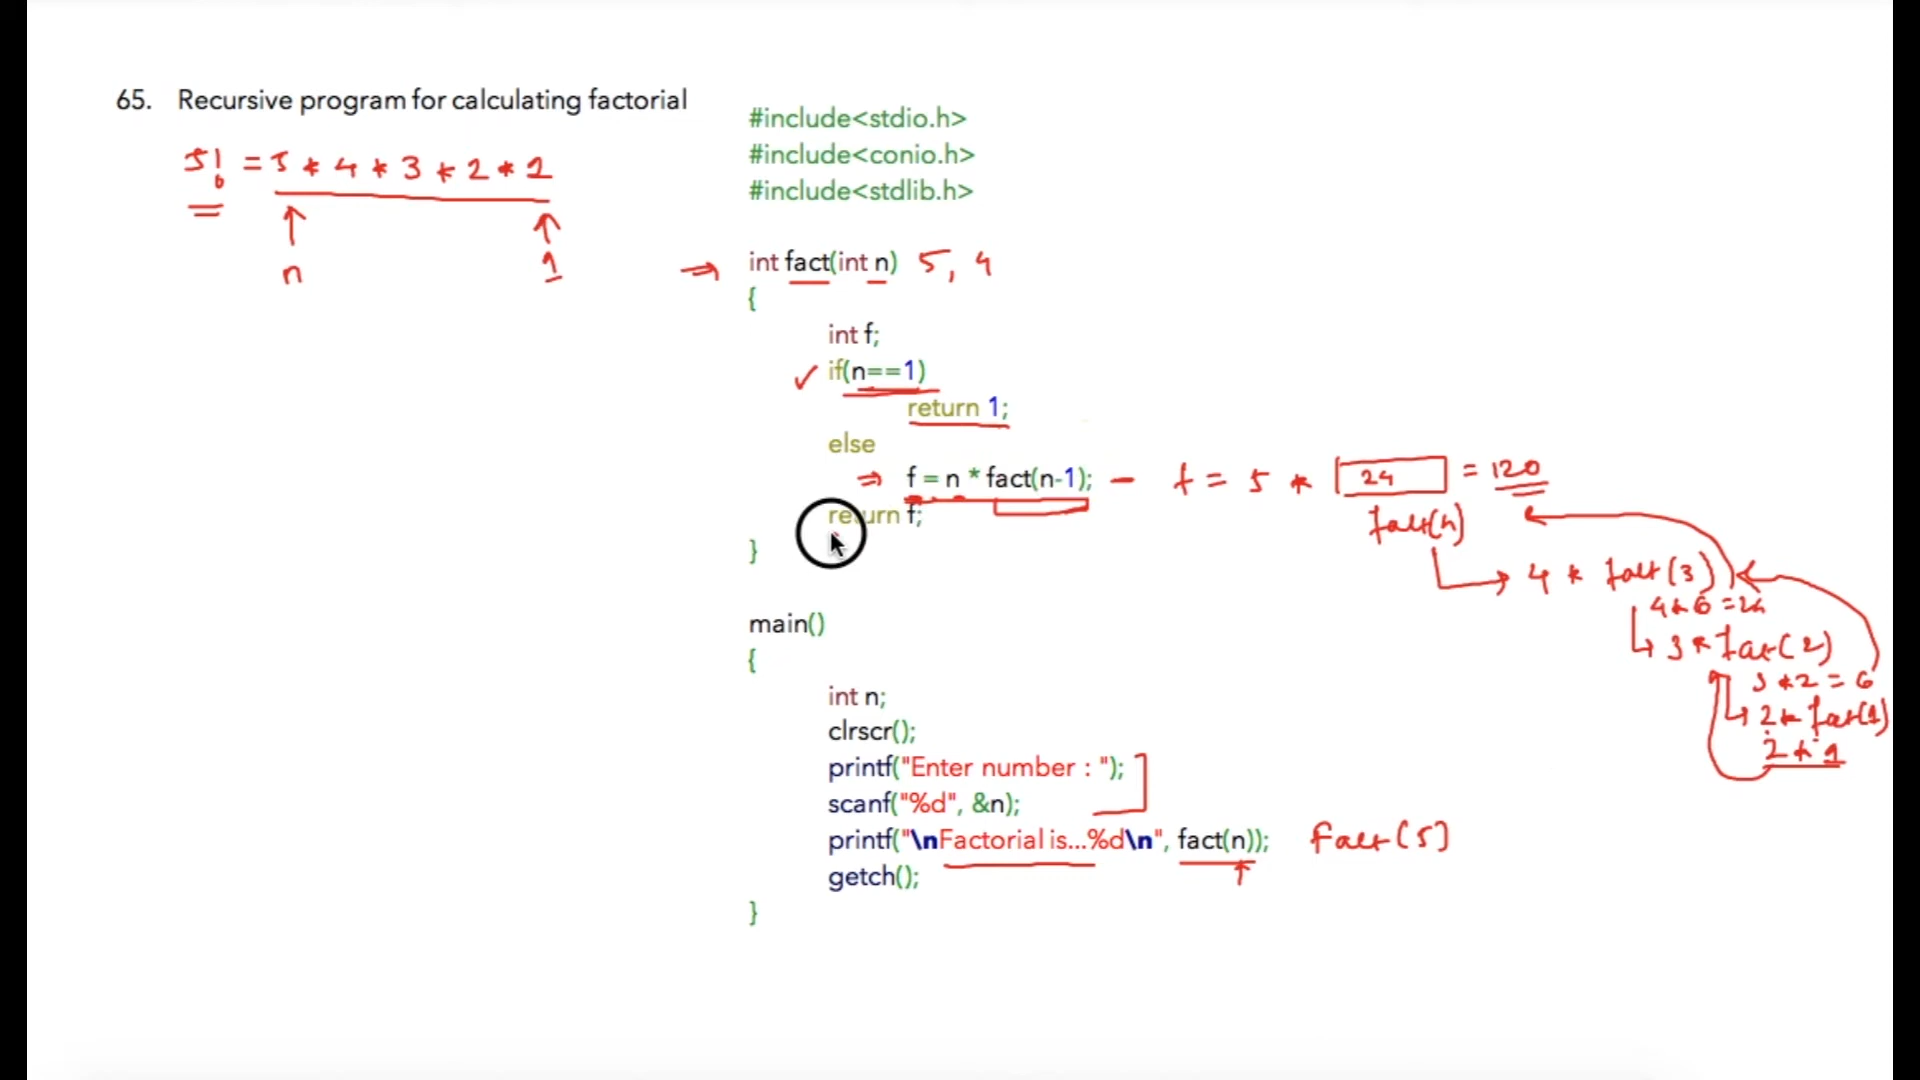 65. Recursive program for calculating factorial
5! = 5 * 4 * 3 * 2 * 1
n 1
#include<stdio.h>
#include<conio.h>
#include<stdlib.h>
int fact(int n) 5, 4
{
int f;
if(n==1)
return 1;
else
f = n * fact(n-1); - f = 5 * 24 = 120
return f;
}
4 * fact(3)
4*6=24
3*fact(2)
3*2=6
2*fact(1)
2*1
main()
{
int n;
clrscr();
printf("Enter number : ");
scanf("%d", &n);
printf("\nFactorial is...%d\n", fact(n)); fact(5)
getch();
}